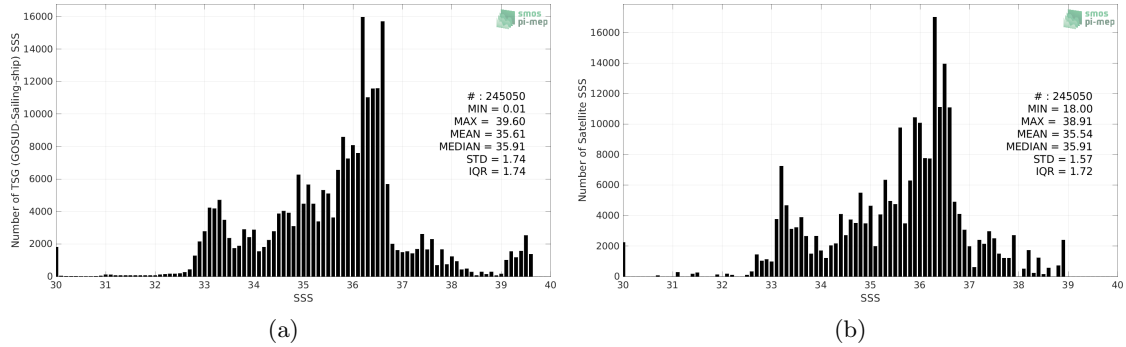 smos
pi-mep
16000
14000
12000
10000
8000
6000
4000
2000
0
Number of TSG (GOSUD-Sailing-ship) SSS
# : 245050
MIN = 0.01
MAX = 39.60
MEAN = 35.61
MEDIAN = 35.91
STD = 1.74
IQR = 1.74
30 31 32 33 34 35 36 37 38 39 40
SSS
(a)
smos
pi-mep
16000
14000
12000
10000
8000
6000
4000
2000
0
Number of Satellite SSS
# : 245050
MIN = 18.00
MAX = 38.91
MEAN = 35.54
MEDIAN = 35.91
STD = 1.57
IQR = 1.72
30 31 32 33 34 35 36 37 38 39 40
SSS
(b)